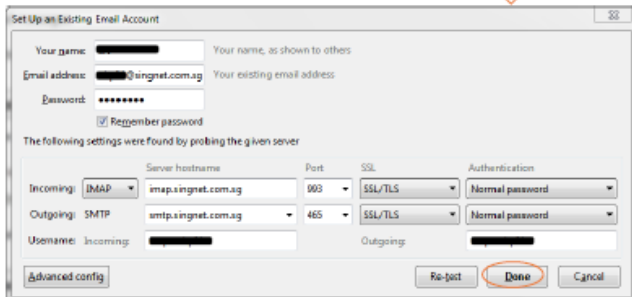 Set Up an Existing Email Account
Your name: Your name, as shown to others
Email address: @singnet.com.sg Your existing email address
Password: ••••••••
Remember password
The following settings were found by probing the given server
Server hostname Port SSL Authentication
Incoming: IMAP imap.singnet.com.sg 993 SSL/TLS Normal password
Outgoing: SMTP smtp.singnet.com.sg 465 SSL/TLS Normal password
Username: Incoming: Outgoing:
Advanced config Re-test Done Cancel